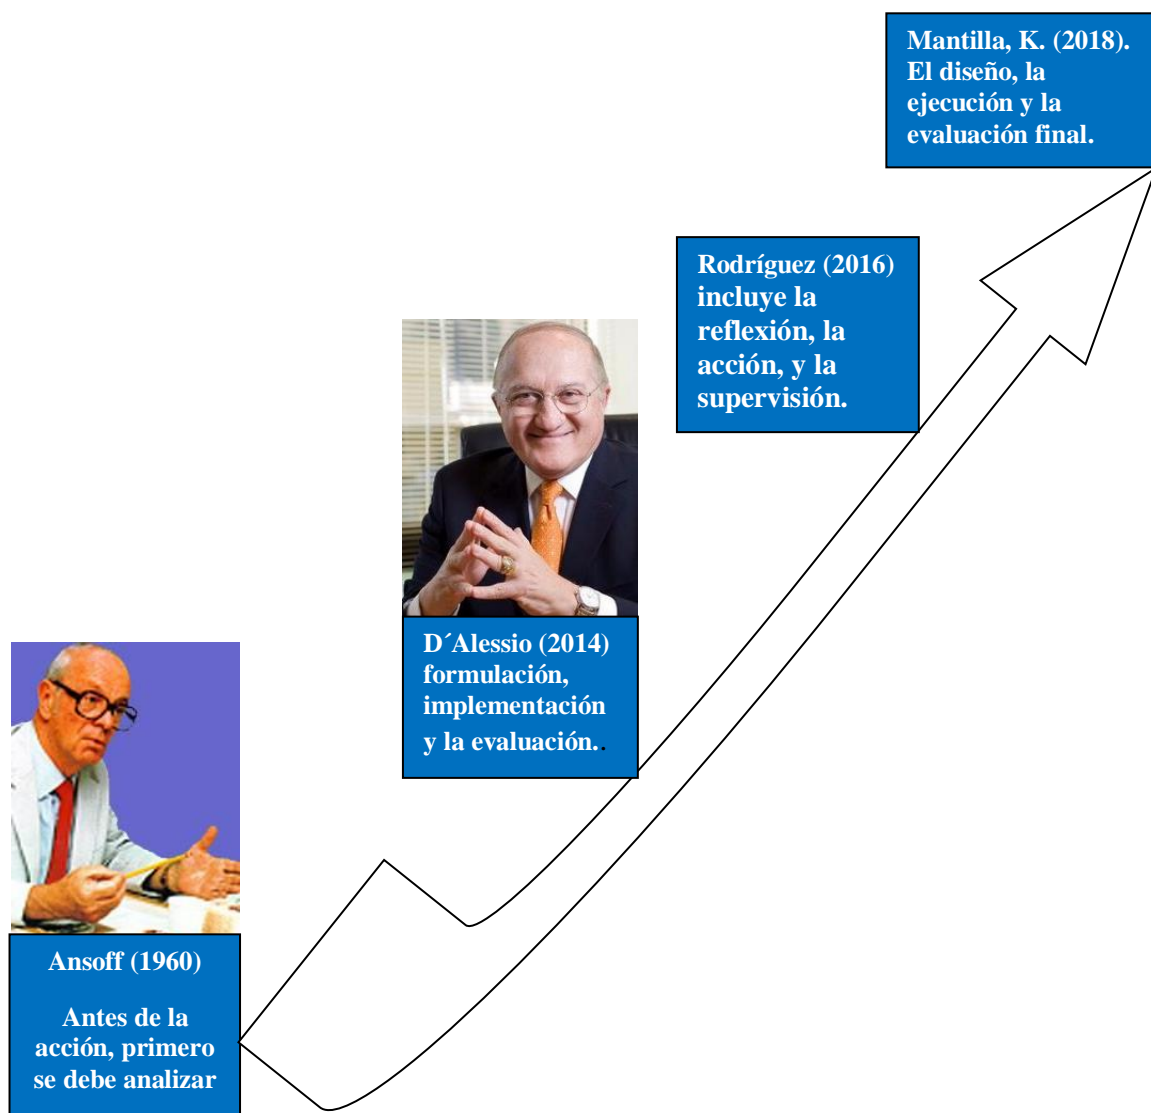 Mantilla, K. (2018).
El diseño, la
ejecución y la
evaluación final.
Rodríguez (2016)
incluye la
reflexión, la
acción, y la
supervisión.
D´Alessio (2014)
formulación,
implementación
y la evaluación..
Ansoff (1960)
Antes de la
acción, primero
se debe analizar